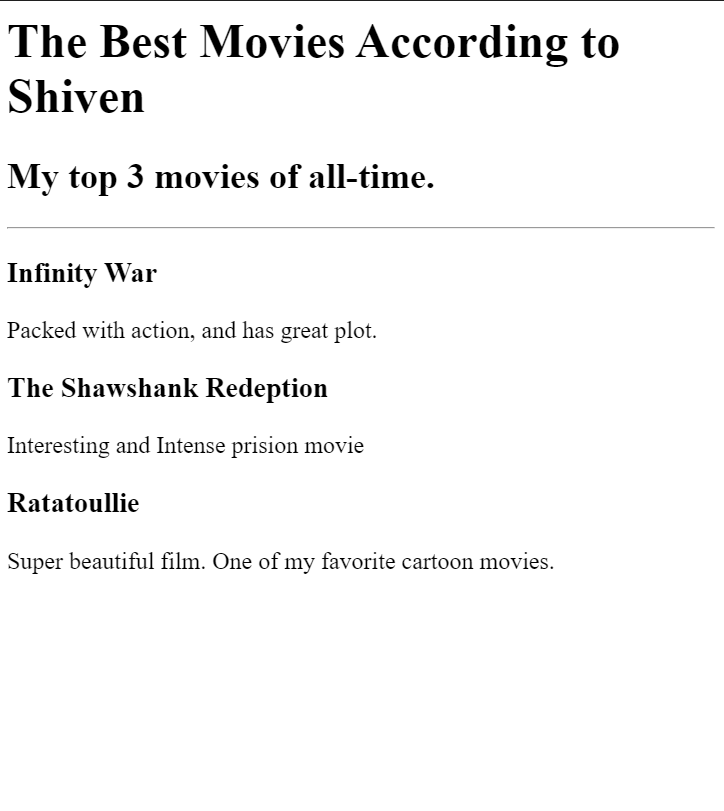 The Best Movies According to
Shiven
My top 3 movies of all-time.
Infinity War
Packed with action, and has great plot.
The Shawshank Redeption
Interesting and Intense prision movie
Ratatoullie
Super beautiful film. One of my favorite cartoon movies.